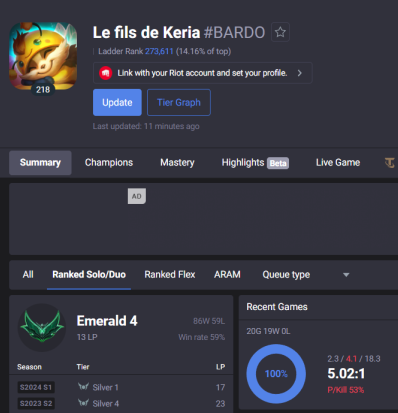 Le fils de Keria #BARDO
218
Ladder Rank 273,611 (14.16% of top)
Link with your Riot account and set your profile.
Update Tier Graph
Last updated: 11 minutes ago
Summary Champions Mastery Highlights Beta Live Game
AD
All Ranked Solo/Duo Ranked Flex ARAM Queue type
Emerald 4
86W 59L
13 LP
Win rate 59%
Season Tier LP
S2024 S1 Silver 1 17
S2023 S2 Silver 4 23
Recent Games
20G 19W 0L
100%
2.3 / 4.1 / 18.3
5.02:1
P/Kill 53%